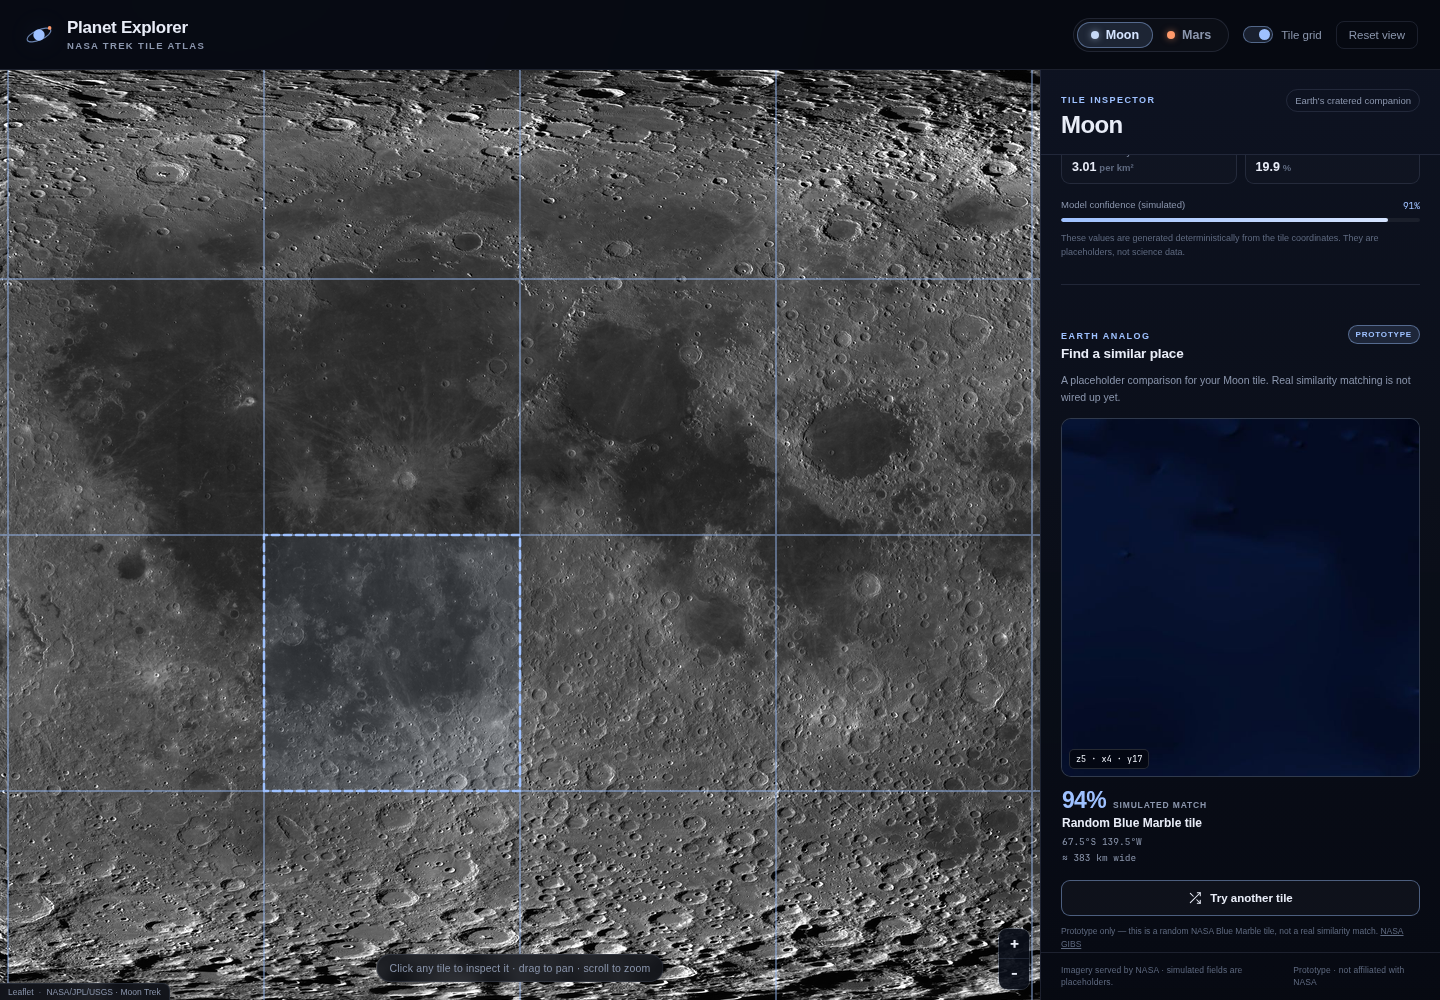 Planet Explorer
NASA TREK TILE ATLAS
Moon
Mars
Tile grid
Reset view
TILE INSPECTOR
Earth's cratered companion
Moon
3.01 per km²
19.9 %
Model confidence (simulated)
91%
These values are generated deterministically from the tile coordinates. They are
placeholders, not science data.
EARTH ANALOG
PROTOTYPE
Find a similar place
A placeholder comparison for your Moon tile. Real similarity matching is not
wired up yet.
z5 · x4 · y17
94% SIMULATED MATCH
Random Blue Marble tile
67.5°S 139.5°W
≈ 383 km wide
Try another tile
Prototype only — this is a random NASA Blue Marble tile, not a real similarity match. NASA
GIBS
Imagery served by NASA · simulated fields are
placeholders.
Prototype · not affiliated with
NASA
Click any tile to inspect it · drag to pan · scroll to zoom
+
-
Leaflet · NASA/JPL/USGS · Moon Trek